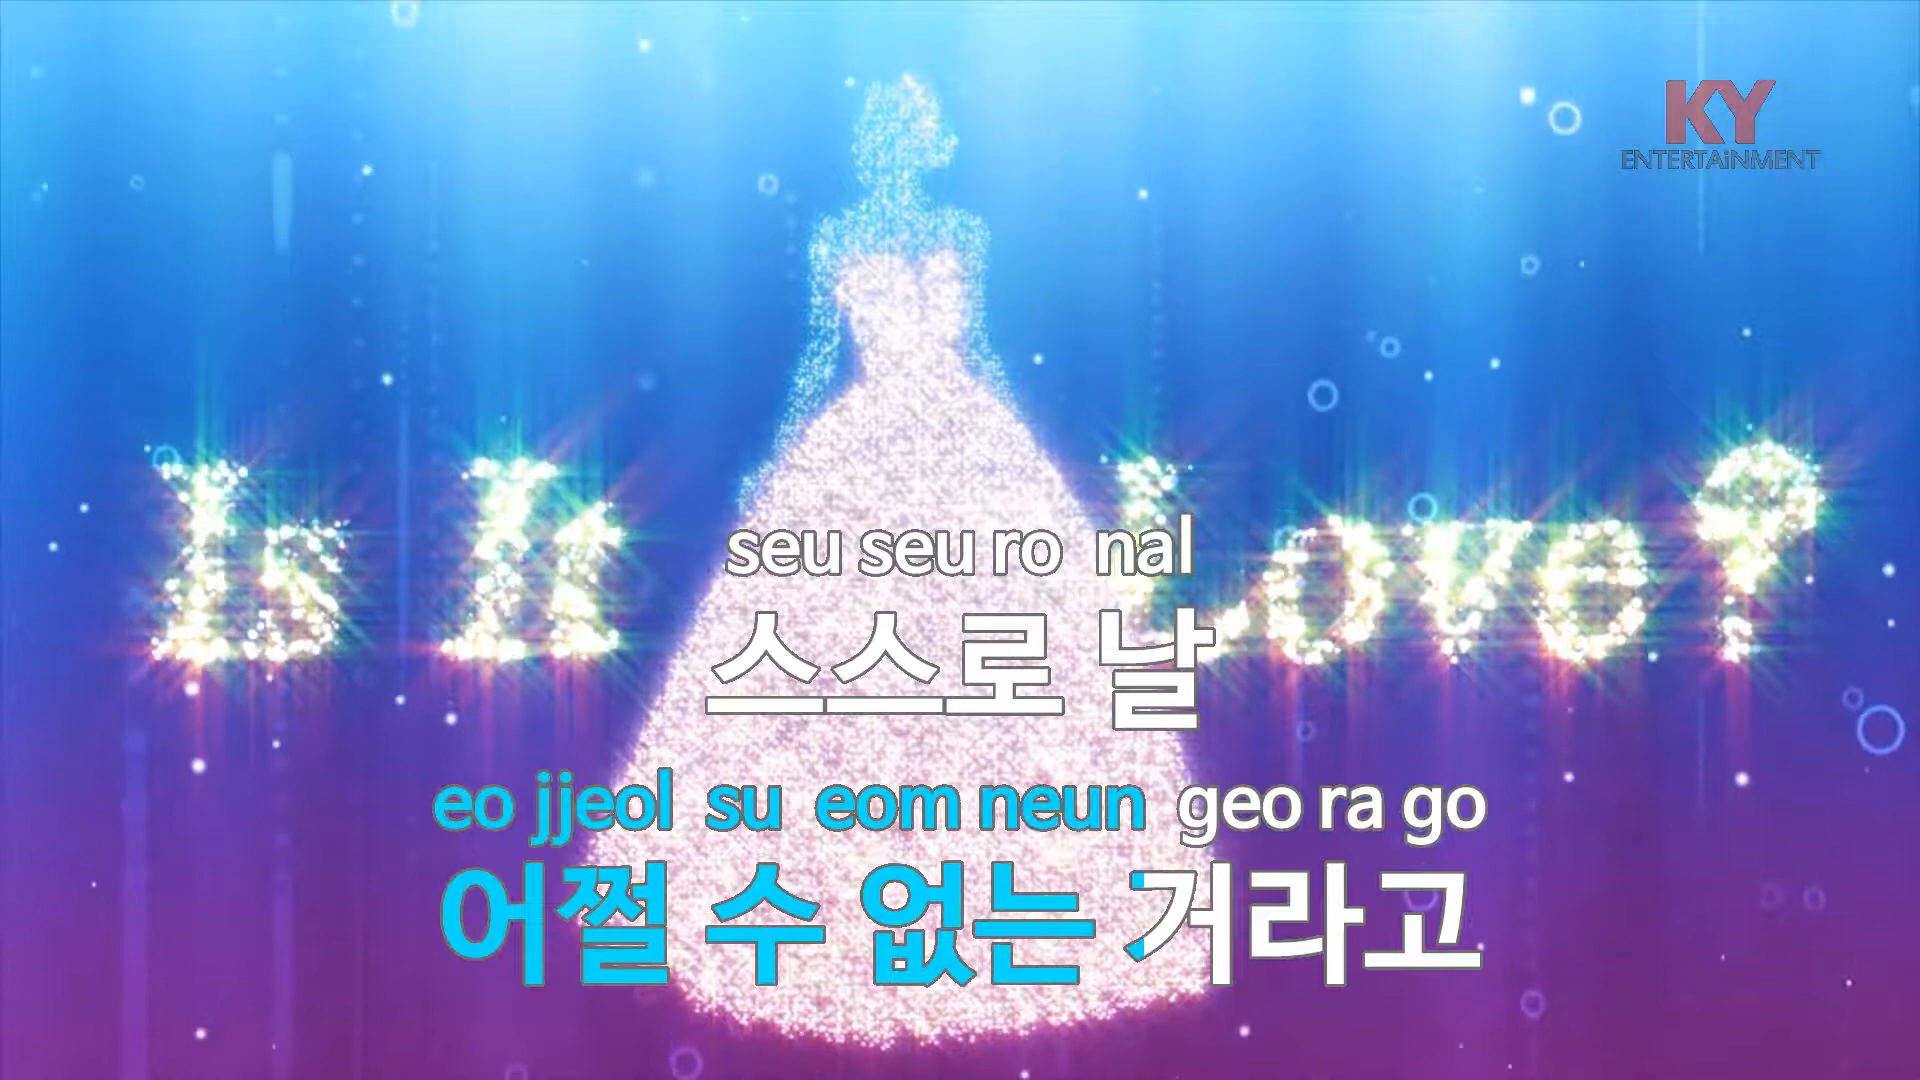 KY
ENTERTAiNMENT
Is It Love?
seu seu ro nal
스스로 날
eo jjeol su eom neun geo ra go
어쩔 수 없는 거라고